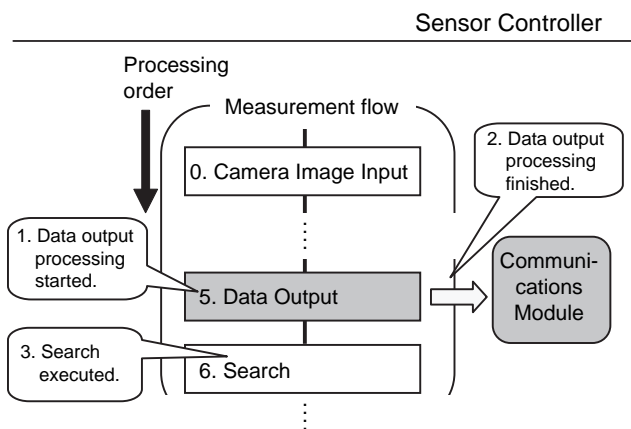 Sensor Controller
Processing
order
Measurement flow
0. Camera Image Input
2. Data output
processing
finished.
1. Data output
processing
started.
5. Data Output
Communi-
cations
Module
3. Search
executed.
6. Search